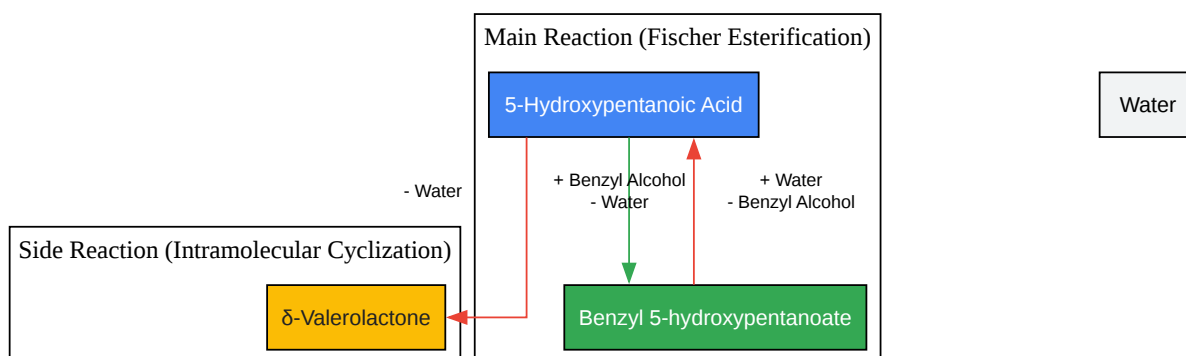 Main Reaction (Fischer Esterification)
5-Hydroxypentanoic Acid
Water
+ Benzyl Alcohol
- Water
+ Water
- Benzyl Alcohol
- Water
Side Reaction (Intramolecular Cyclization)
δ-Valerolactone
Benzyl 5-hydroxypentanoate